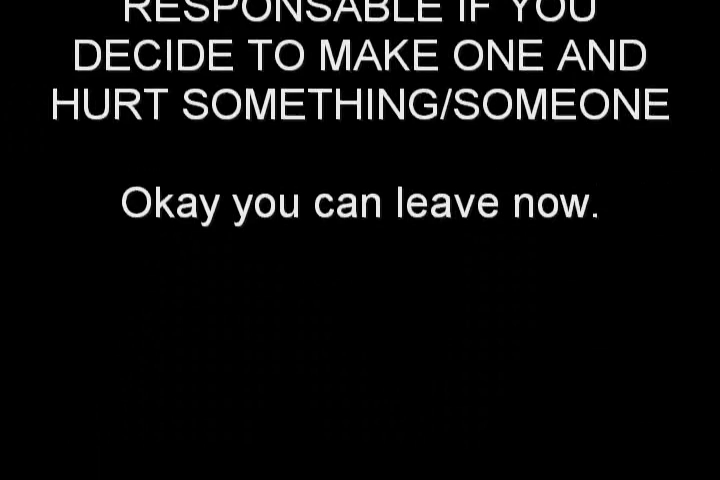 RESPONSABLE IF YOU
DECIDE TO MAKE ONE AND
HURT SOMETHING/SOMEONE
Okay you can leave now.